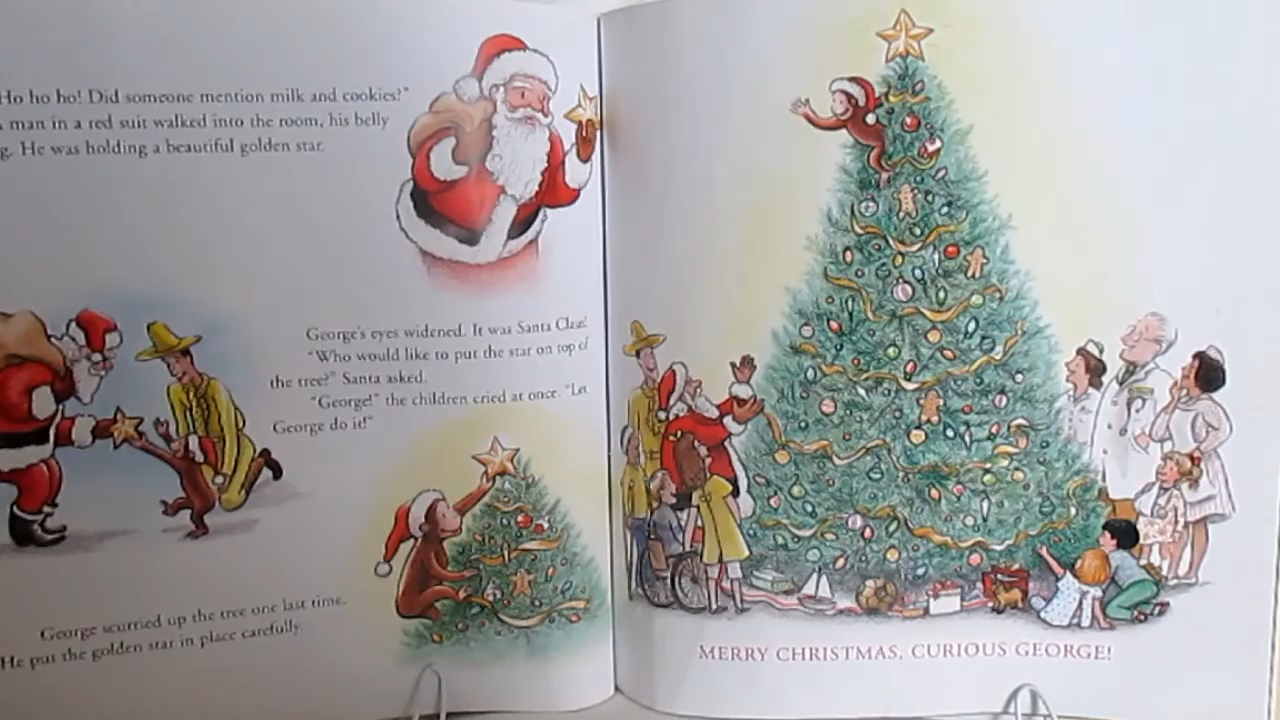 Ho ho ho! Did someone mention milk and cookies?"
man in a red suit walked into the room, his belly
g. He was holding a beautiful golden star.
George's eyes widened. It was Santa Claus!
"Who would like to put the star on top of
the tree?" Santa asked.
"George!" the children cried at once. "Let
George do it!"
George scurried up the tree one last time.
He put the golden star in place carefully.
MERRY CHRISTMAS, CURIOUS GEORGE!